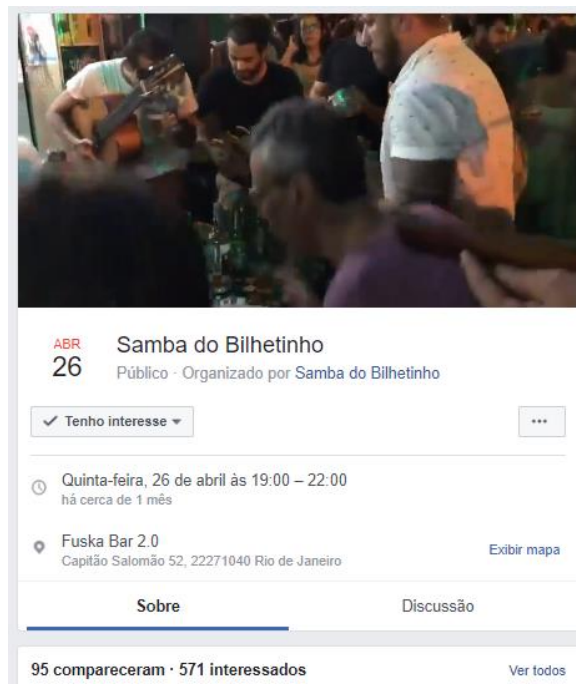 ABR
26
Samba do Bilhetinho
Público · Organizado por Samba do Bilhetinho
Tenho interesse
Quinta-feira, 26 de abril às 19:00 – 22:00
há cerca de 1 mês
Fuska Bar 2.0
Capitão Salomão 52, 22271040 Rio de Janeiro
Exibir mapa
Sobre
Discussão
95 compareceram · 571 interessados
Ver todos